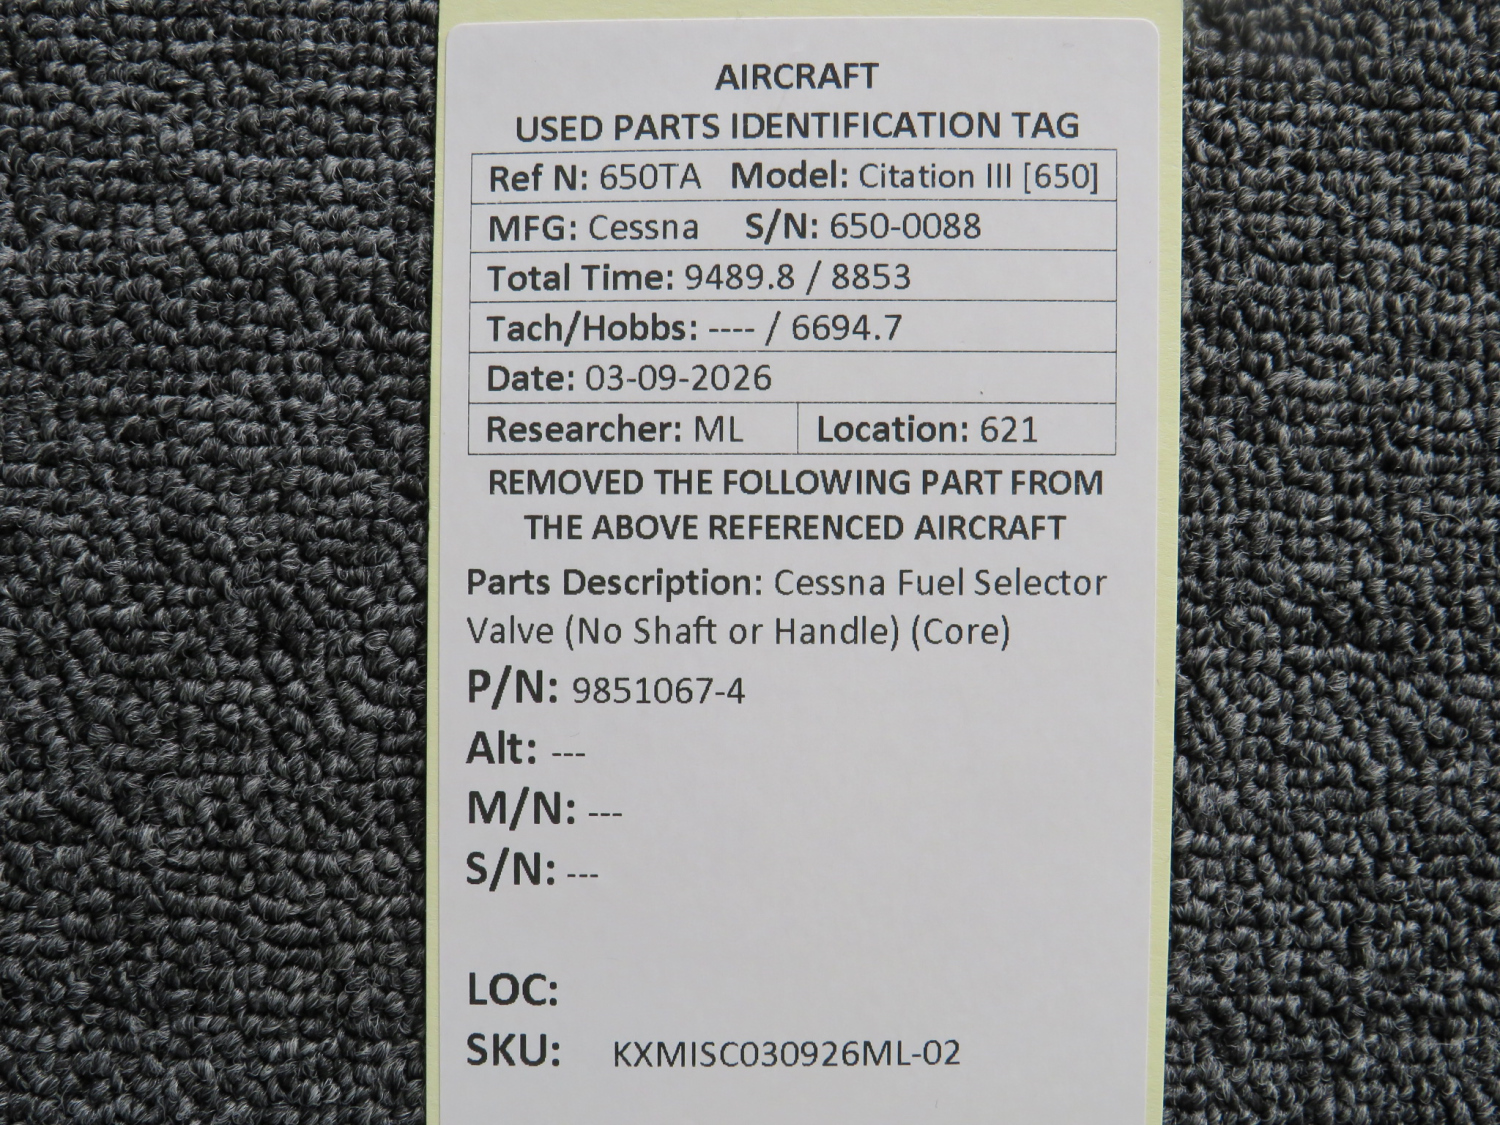 AIRCRAFT
USED PARTS IDENTIFICATION TAG
Ref N: 650TA Model: Citation III [650]
MFG: Cessna S/N: 650-0088
Total Time: 9489.8 / 8853
Tach/Hobbs: ---- / 6694.7
Date: 03-09-2026
Researcher: ML Location: 621
REMOVED THE FOLLOWING PART FROM
THE ABOVE REFERENCED AIRCRAFT
Parts Description: Cessna Fuel Selector
Valve (No Shaft or Handle) (Core)
P/N: 9851067-4
Alt: ---
M/N: ---
S/N: ---
LOC:
SKU: KXMISC030926ML-02